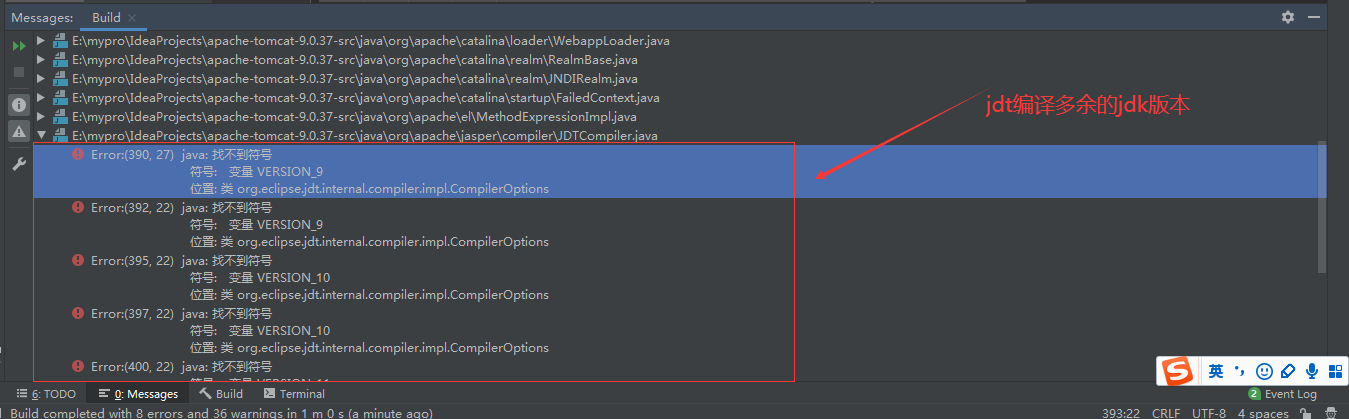 Messages: Build
E:\mypro\IdeaProjects\apache-tomcat-9.0.37-src\java\org\apache\catalina\loader\WebappLoader.java
E:\mypro\IdeaProjects\apache-tomcat-9.0.37-src\java\org\apache\catalina\realm\RealmBase.java
E:\mypro\IdeaProjects\apache-tomcat-9.0.37-src\java\org\apache\catalina\realm\JNDIRealm.java
E:\mypro\IdeaProjects\apache-tomcat-9.0.37-src\java\org\apache\catalina\startup\FailedContext.java
jdt编译多余的jdk版本
E:\mypro\IdeaProjects\apache-tomcat-9.0.37-src\java\org\apache\el\MethodExpressionImpl.java
E:\mypro\IdeaProjects\apache-tomcat-9.0.37-src\java\org\apache\jasper\compiler\JDTCompiler.java
Error:(390, 27) java: 找不到符号
符号: 变量 VERSION_9
位置: 类 org.eclipse.jdt.internal.compiler.impl.CompilerOptions
Error:(392, 22) java: 找不到符号
符号: 变量 VERSION_9
位置: 类 org.eclipse.jdt.internal.compiler.impl.CompilerOptions
Error:(395, 22) java: 找不到符号
符号: 变量 VERSION_10
位置: 类 org.eclipse.jdt.internal.compiler.impl.CompilerOptions
Error:(397, 22) java: 找不到符号
符号: 变量 VERSION_10
位置: 类 org.eclipse.jdt.internal.compiler.impl.CompilerOptions
Error:(400, 22) java: 找不到符号
符号: 变量 VERSION_11
S 英
6: TODO 0: Messages Build Terminal 2 Event Log
Build completed with 8 errors and 36 warnings in 1 m 0 s (a minute ago) 393:22 CRLF UTF-8 4 spaces